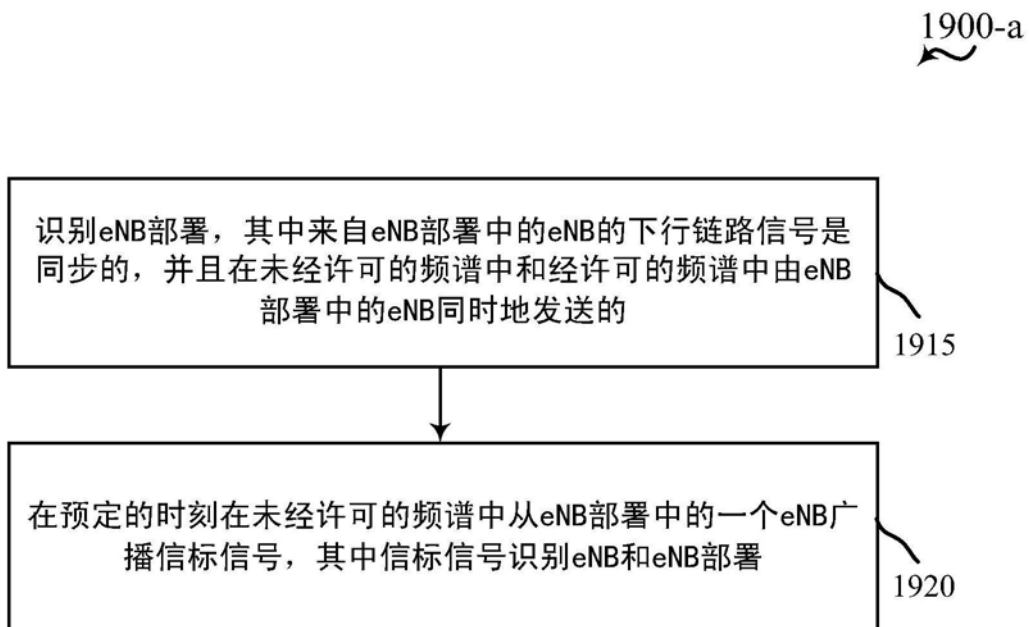 1900-a
识别eNB部署，其中来自eNB部署中的eNB的下行链路信号是
同步的，并且在未经许可的频谱中和经许可的频谱中由eNB
部署中的eNB同时地发送的
1915
在预定的时刻在未经许可的频谱中从eNB部署中的一个eNB广
播信标信号，其中信标信号识别eNB和eNB部署
1920